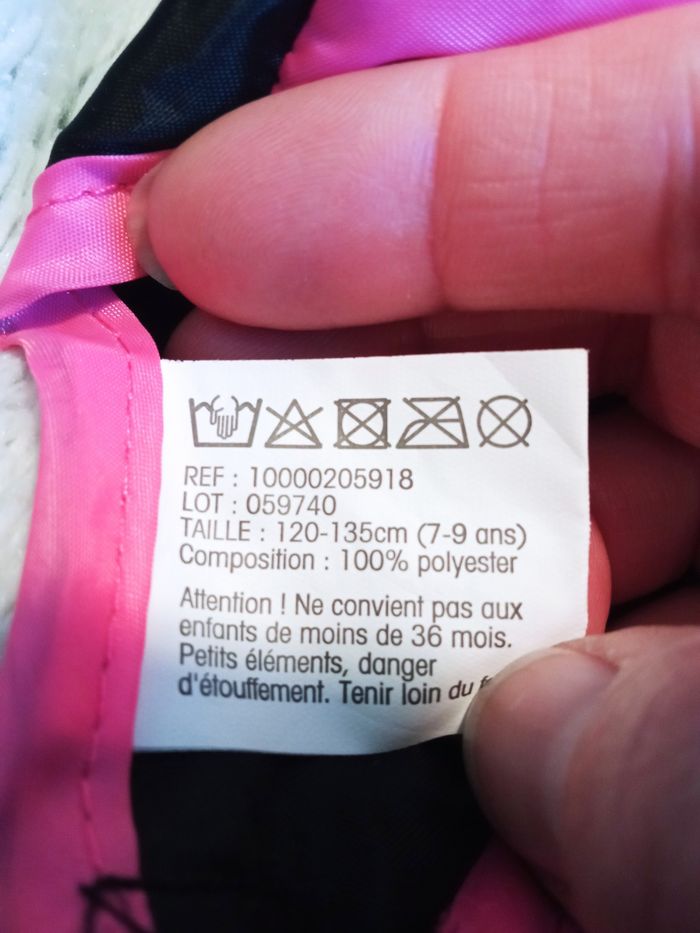 REF : 10000205918
LOT : 059740
TAILLE : 120-135cm (7-9 ans)
Composition : 100% polyester
Attention ! Ne convient pas aux
enfants de moins de 36 mois.
Petits éléments, danger
d'étouffement. Tenir loin du